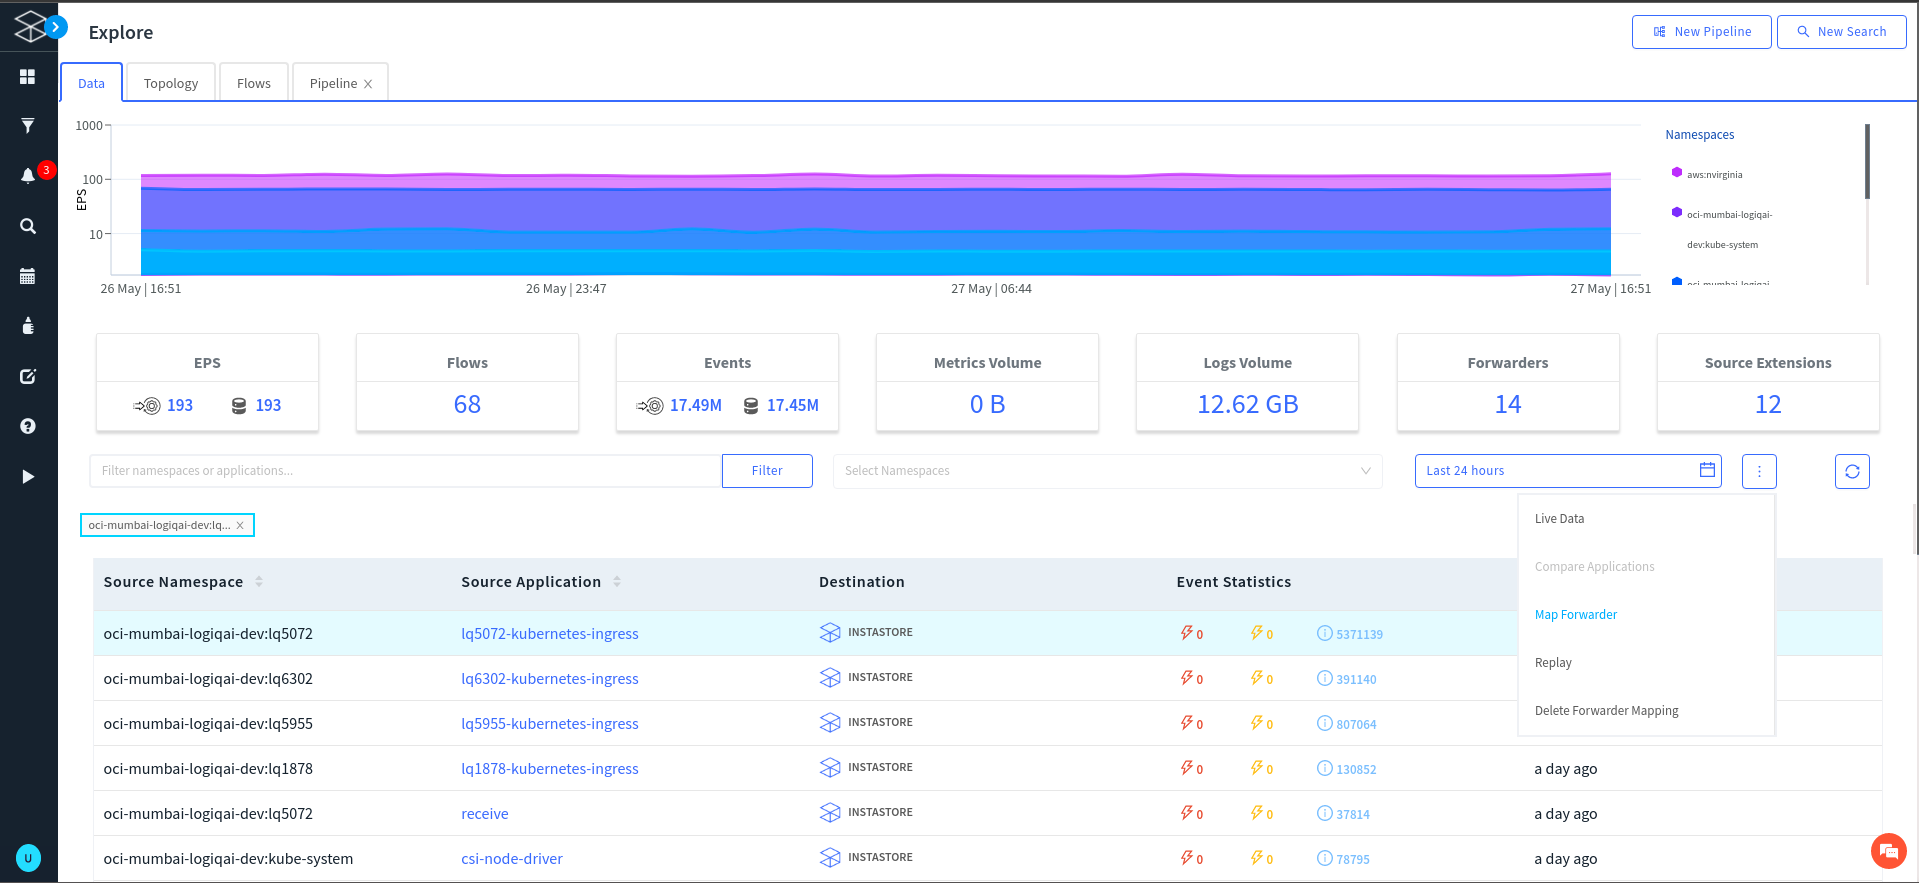 Explore
New Pipeline
New Search
Data
Topology
Flows
Pipeline
3
1000
100
10
EPS
26 May | 16:51
26 May | 23:47
27 May | 06:44
27 May | 16:51
Namespaces
aws:nvirginia
oci-mumbai-logiqai-
dev:kube-system
oci-mumbai-logiqai-
EPS
193 193
Flows
68
Events
17.49M 17.45M
Metrics Volume
0 B
Logs Volume
12.62 GB
Forwarders
14
Source Extensions
12
Filter namespaces or applications...
Filter
Select Namespaces
Last 24 hours
Live Data
Compare Applications
Map Forwarder
Replay
Delete Forwarder Mapping
oci-mumbai-logiqai-dev:lq...
Source Namespace Source Application Destination Event Statistics
oci-mumbai-logiqai-dev:lq5072 lq5072-kubernetes-ingress INSTASTORE 0 0 5371139
oci-mumbai-logiqai-dev:lq6302 lq6302-kubernetes-ingress INSTASTORE 0 0 391140
oci-mumbai-logiqai-dev:lq5955 lq5955-kubernetes-ingress INSTASTORE 0 0 807064
oci-mumbai-logiqai-dev:lq1878 lq1878-kubernetes-ingress INSTASTORE 0 0 130852 a day ago
oci-mumbai-logiqai-dev:lq5072 receive INSTASTORE 0 0 37814 a day ago
oci-mumbai-logiqai-dev:kube-system csi-node-driver INSTASTORE 0 0 78795 a day ago
U